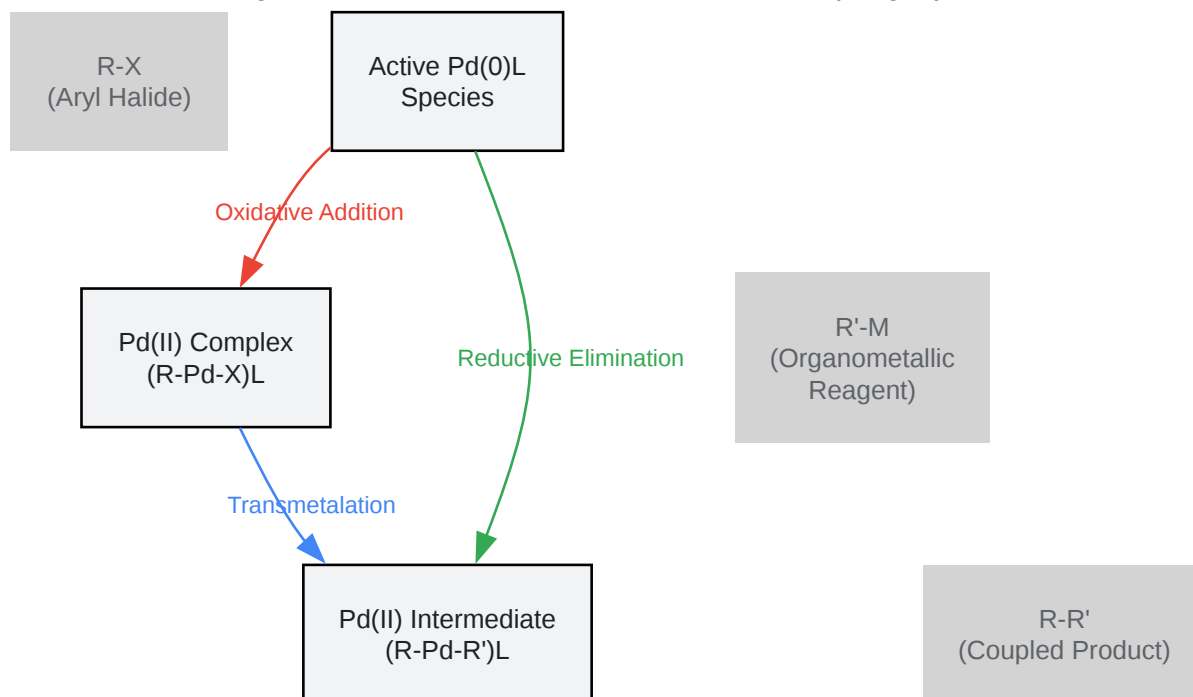 R-X
(Aryl Halide)
Active Pd(0)L
Species
Oxidative Addition
Pd(II) Complex
(R-Pd-X)L
Reductive Elimination
R'-M
(Organometallic
Reagent)
Transmetalation
Pd(II) Intermediate
(R-Pd-R')L
R-R'
(Coupled Product)